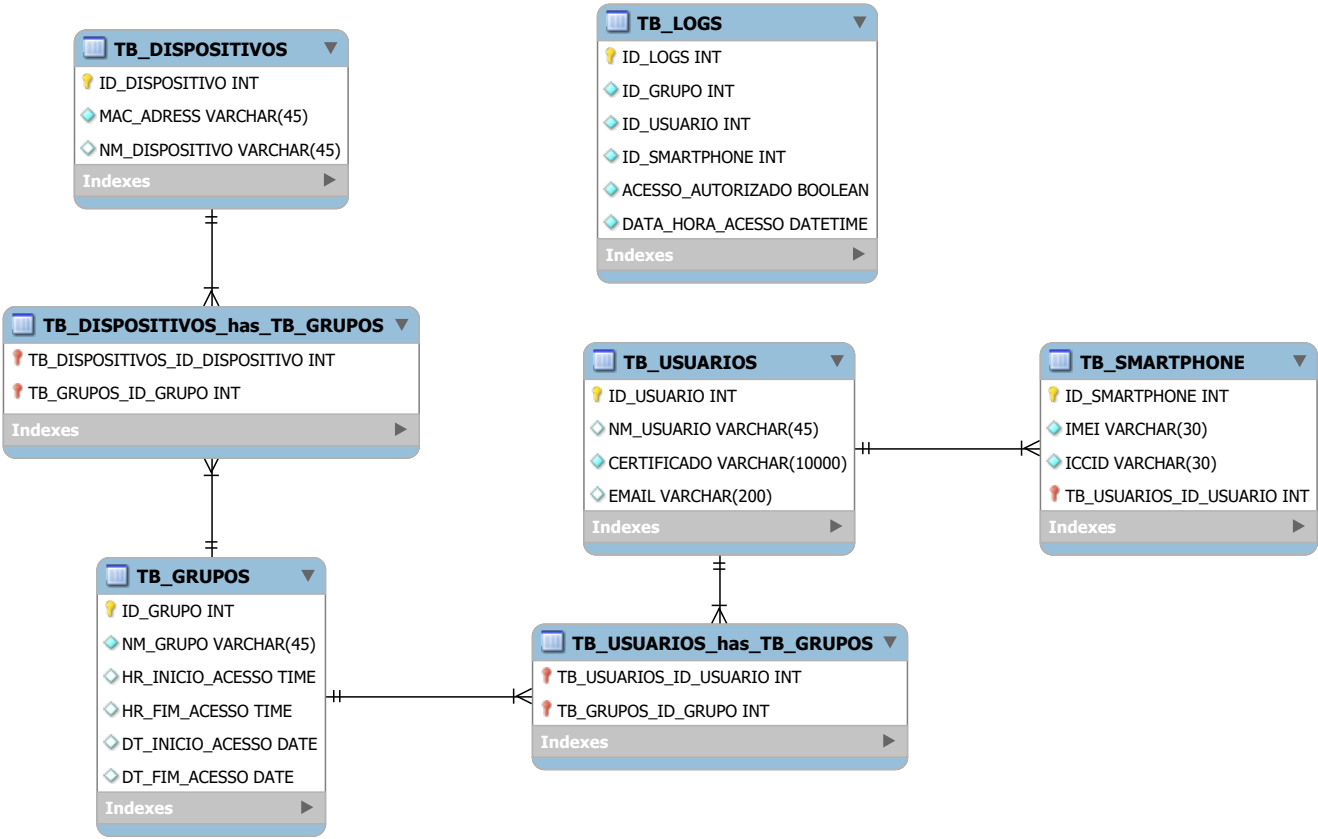 TB_DISPOSITIVOS
ID_DISPOSITIVO INT
MAC_ADRESS VARCHAR(45)
NM_DISPOSITIVO VARCHAR(45)
Indexes
TB_LOGS
ID_LOGS INT
ID_GRUPO INT
ID_USUARIO INT
ID_SMARTPHONE INT
ACESSO_AUTORIZADO BOOLEAN
DATA_HORA_ACESSO DATETIME
Indexes
TB_DISPOSITIVOS_has_TB_GRUPOS
TB_DISPOSITIVOS_ID_DISPOSITIVO INT
TB_GRUPOS_ID_GRUPO INT
Indexes
TB_USUARIOS
ID_USUARIO INT
NM_USUARIO VARCHAR(45)
CERTIFICADO VARCHAR(10000)
EMAIL VARCHAR(200)
Indexes
TB_SMARTPHONE
ID_SMARTPHONE INT
IMEI VARCHAR(30)
ICCID VARCHAR(30)
TB_USUARIOS_ID_USUARIO INT
Indexes
TB_GRUPOS
ID_GRUPO INT
NM_GRUPO VARCHAR(45)
HR_INICIO_ACESSO TIME
HR_FIM_ACESSO TIME
DT_INICIO_ACESSO DATE
DT_FIM_ACESSO DATE
Indexes
TB_USUARIOS_has_TB_GRUPOS
TB_USUARIOS_ID_USUARIO INT
TB_GRUPOS_ID_GRUPO INT
Indexes